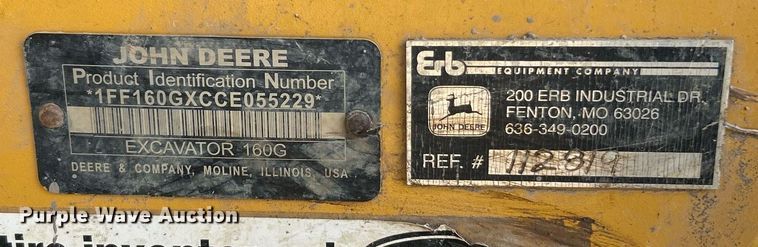 JOHN DEERE
Product Identification Number
*1FF160GXCCE055229*
EXCAVATOR 160G
DEERE & COMPANY, MOLINE, ILLINOIS, USA
Erb
EQUIPMENT COMPANY
JOHN DEERE
200 ERB INDUSTRIAL DR.
FENTON, MO 63026
636-349-0200
REF. # 112819
Purple Wave Auction